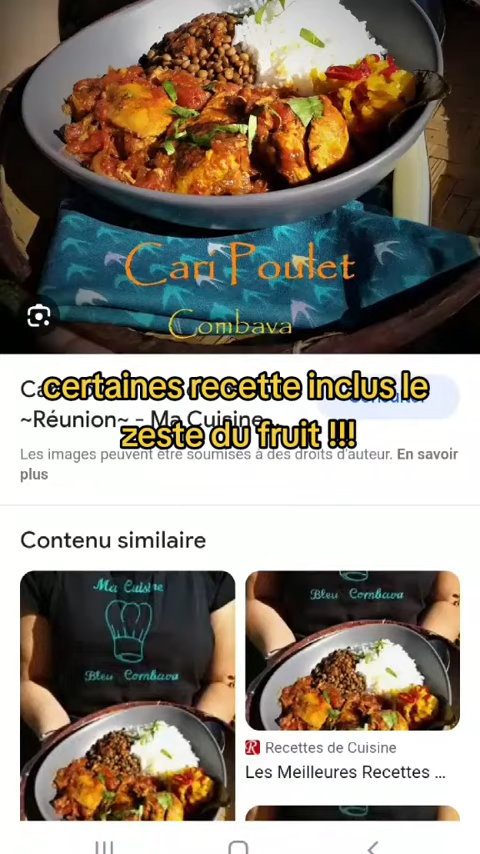 Cari Poulet
Combava
certaines recette inclus le
zeste du fruit !!!
~Réunion~ - Ma Cuisine
Les images peuvent être soumises à des droits d'auteur. En savoir
plus
Contenu similaire
Ma Cuisine
Bleu Combava
Bleu Combava
R Recettes de Cuisine
Les Meilleures Recettes ...